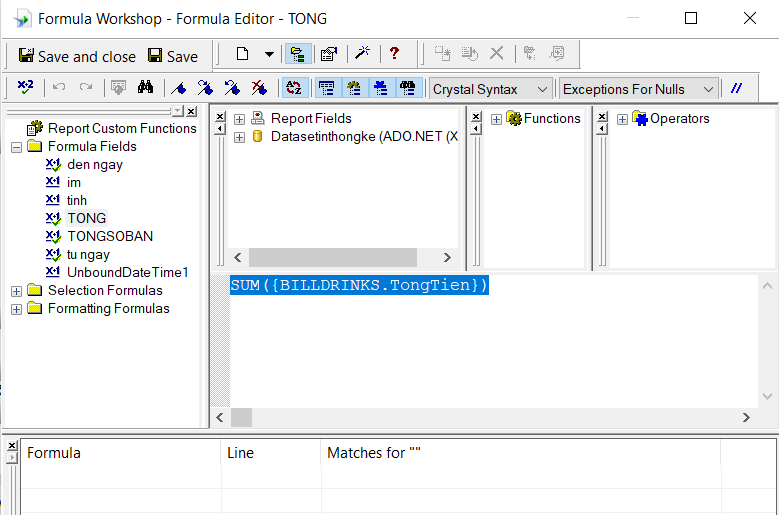 Formula Workshop - Formula Editor - TONG
Save and close Save
Crystal Syntax Exceptions For Nulls
Report Custom Functions
Formula Fields
den ngay
im
tinh
TONG
TONGSOBAN
tu ngay
UnboundDateTime1
Selection Formulas
Formatting Formulas
Report Fields
Datasetinthongke (ADO.NET (X
Functions
Operators
SUM({BILLDRINKS.TongTien})
Formula Line Matches for ""